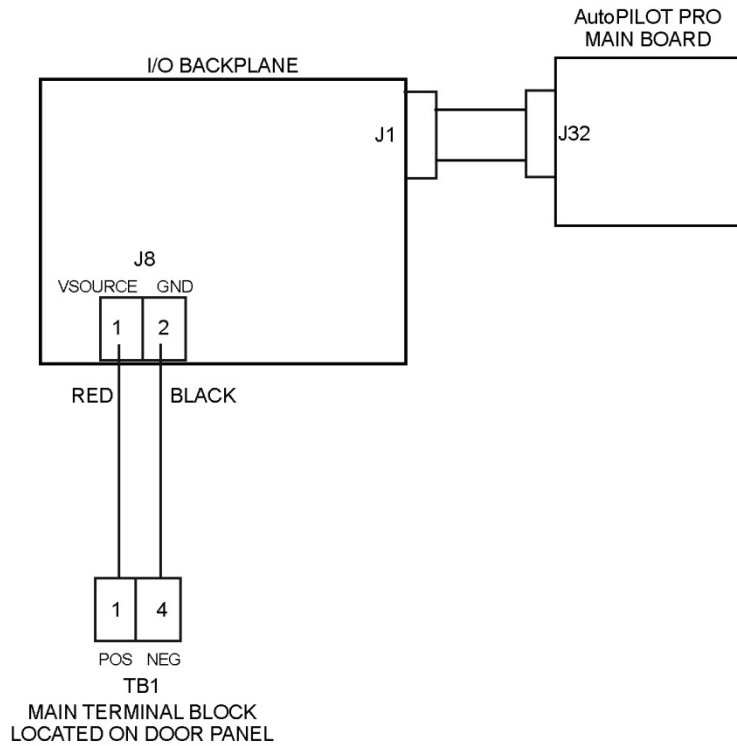 AutoPILOT PRO
MAIN BOARD
I/O BACKPLANE
J1
J32
J8
VSOURCE GND
1 2
RED BLACK
1 4
POS NEG
TB1
MAIN TERMINAL BLOCK
LOCATED ON DOOR PANEL